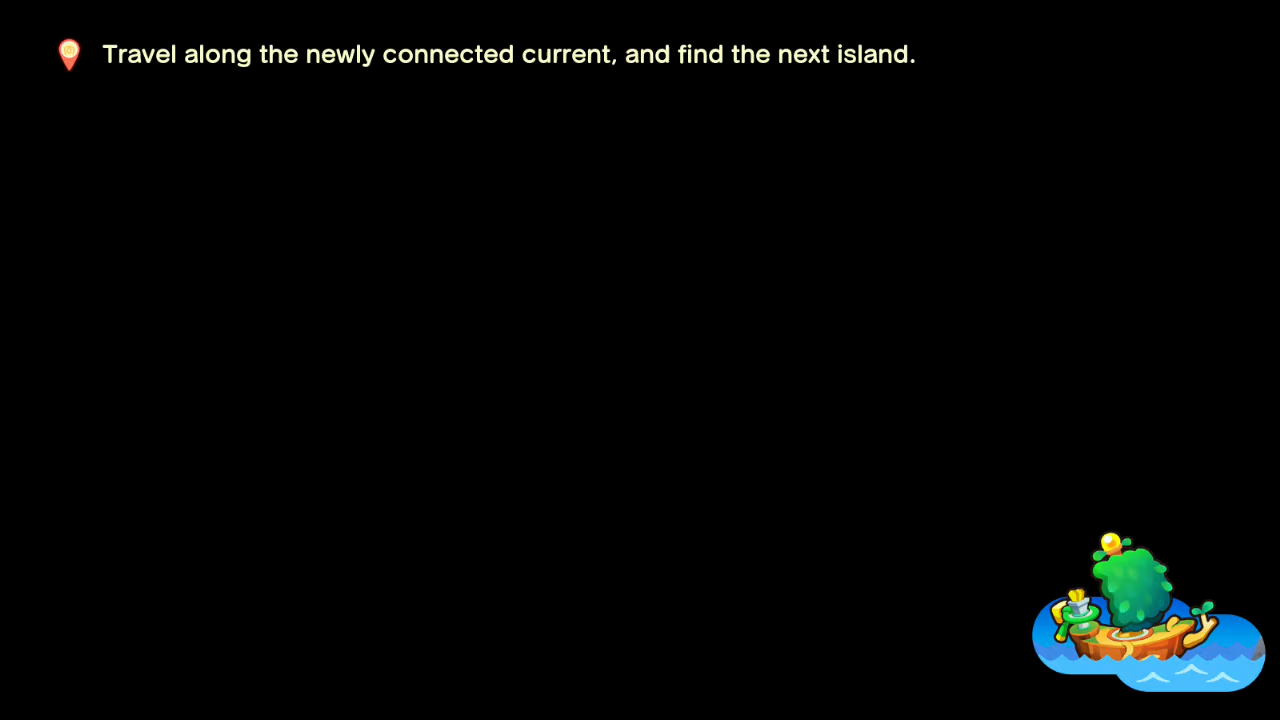 Travel along the newly connected current, and find the next island.